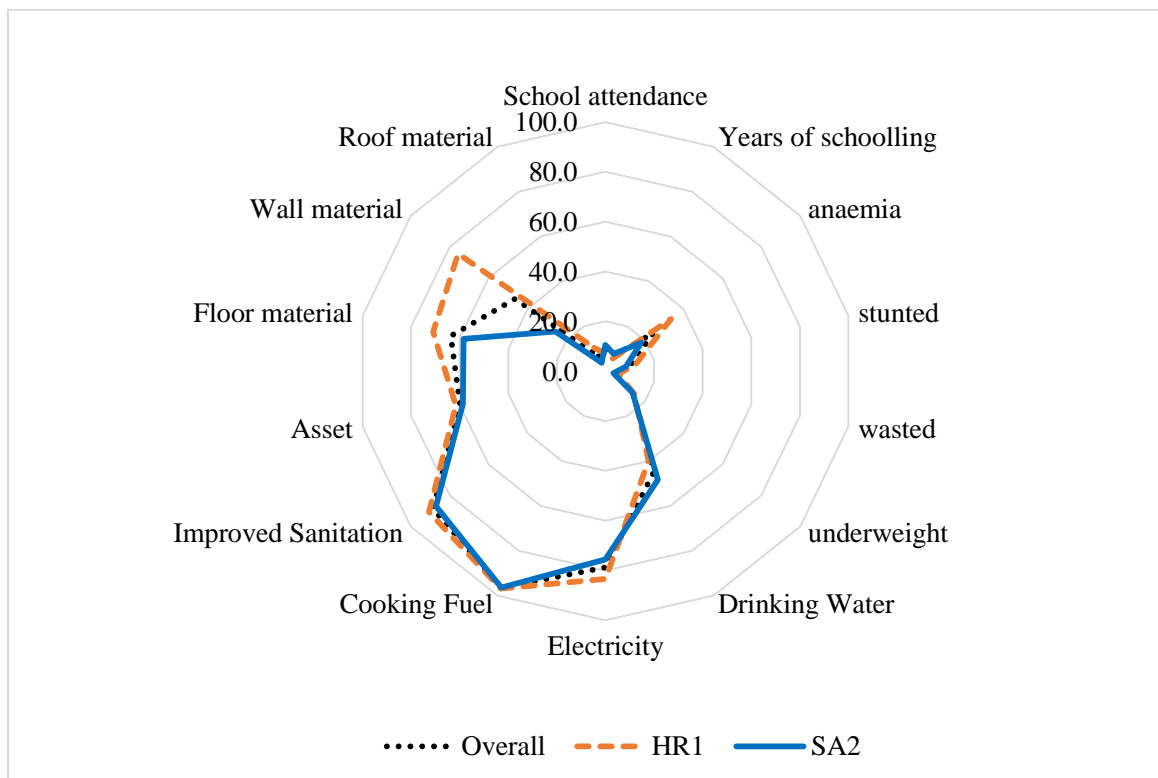 School attendance
100.0
Roof material
Years of schoolling
80.0
Wall material
anaemia
60.0
40.0
Floor material
stunted
20.0
0.0
Asset
wasted
Improved Sanitation
underweight
Cooking Fuel
Drinking Water
Electricity
Overall HR1 SA2